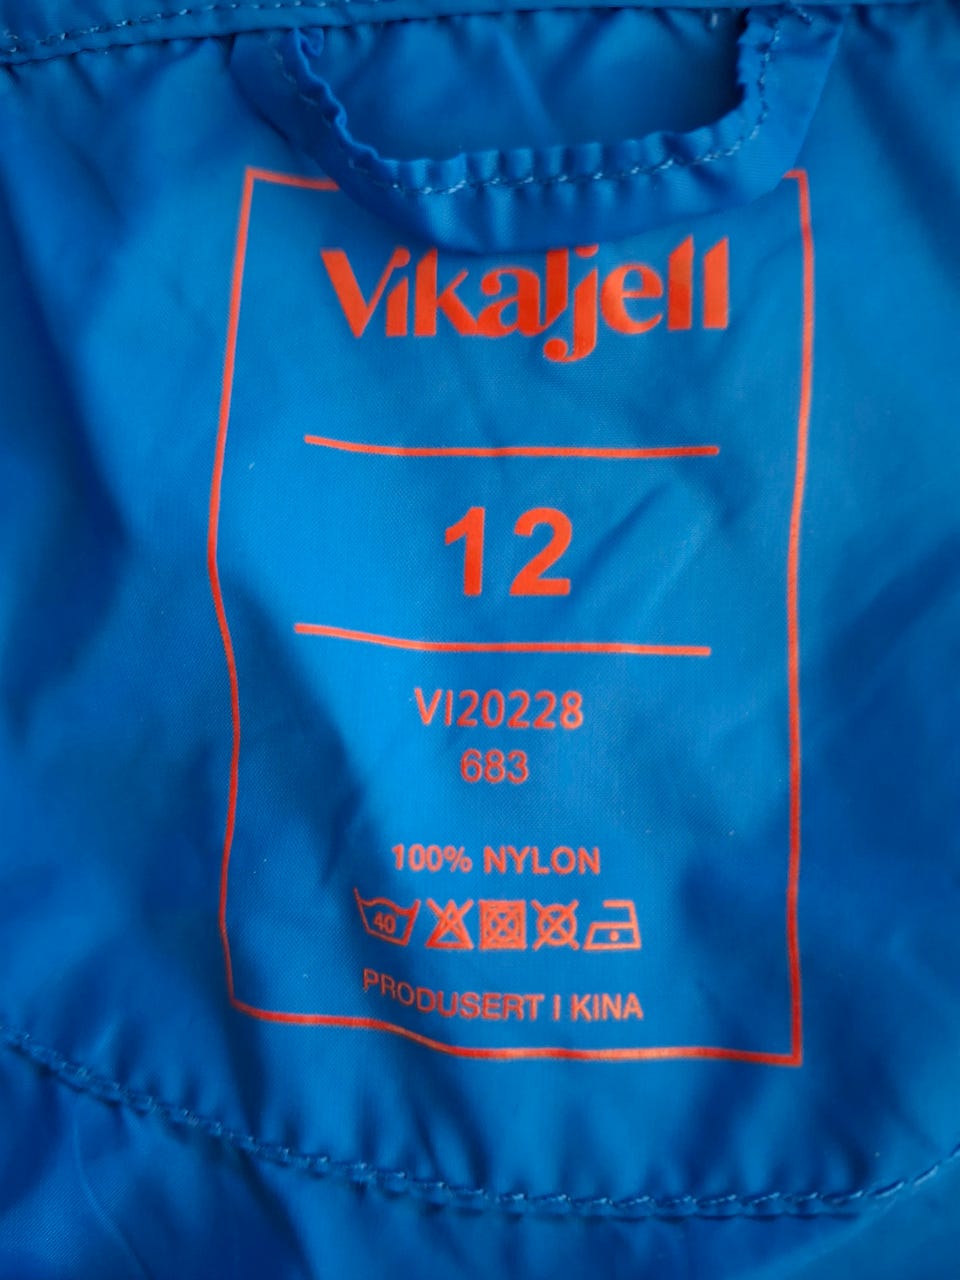 Vikafjell
12
VI20228
683
100% NYLON
40
PRODUSERT I KINA